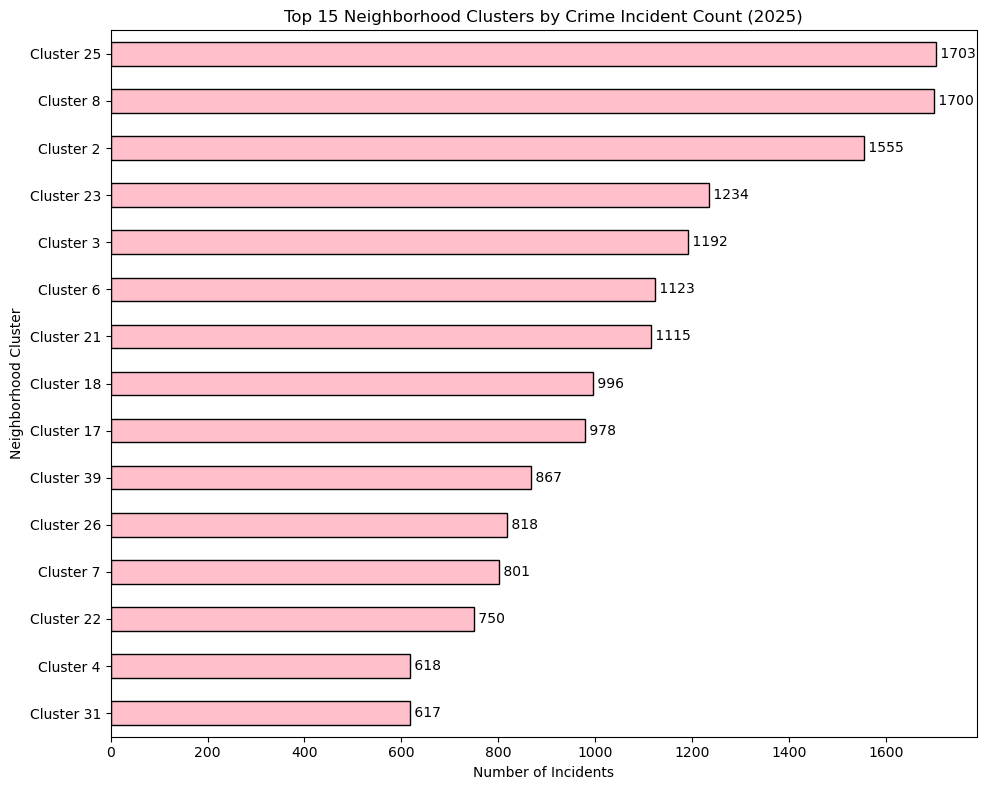 Top 15 Neighborhood Clusters by Crime Incident Count (2025)
Neighborhood Cluster
Cluster 25 1703
Cluster 8 1700
Cluster 2 1555
Cluster 23 1234
Cluster 3 1192
Cluster 6 1123
Cluster 21 1115
Cluster 18 996
Cluster 17 978
Cluster 39 867
Cluster 26 818
Cluster 7 801
Cluster 22 750
Cluster 4 618
Cluster 31 617
0 200 400 600 800 1000 1200 1400 1600
Number of Incidents